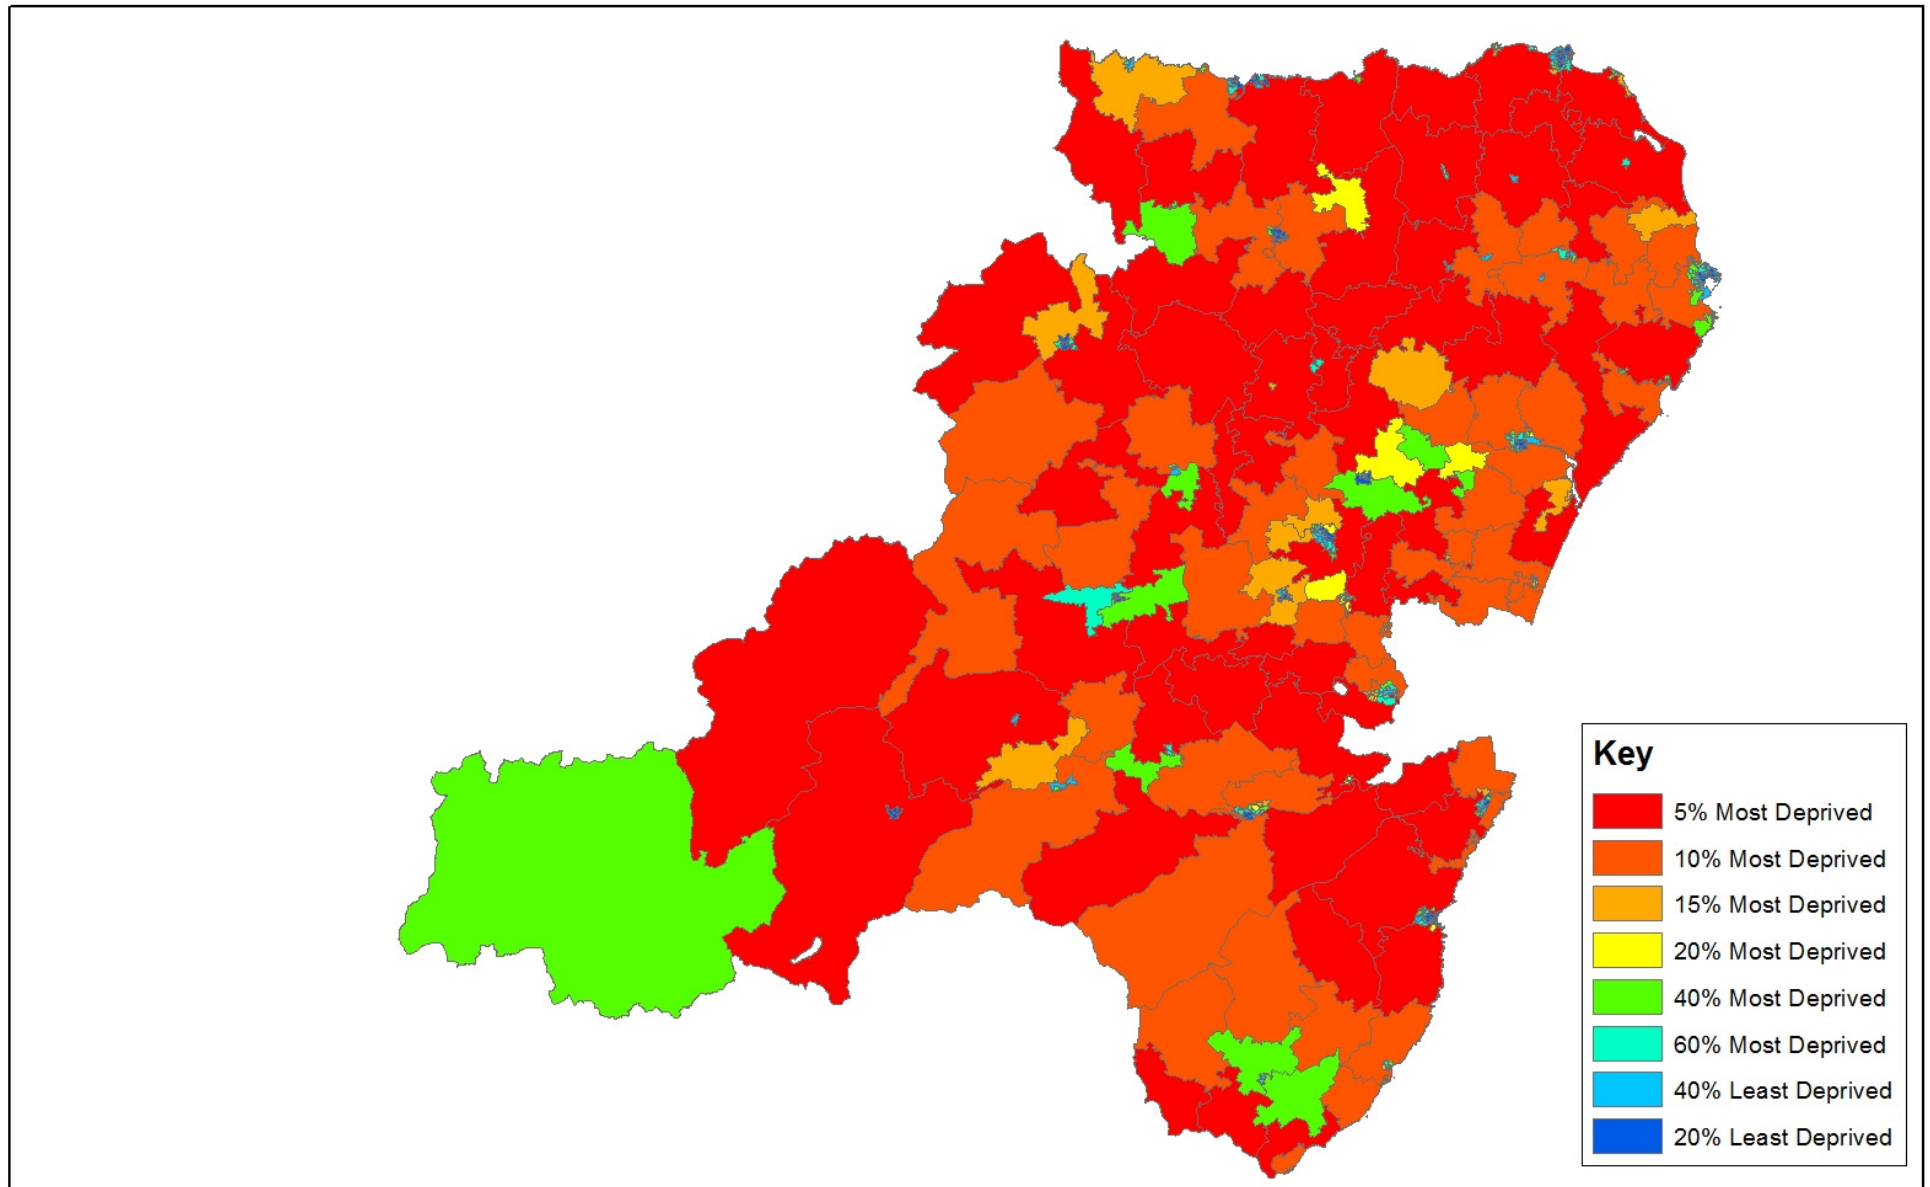 Key
5% Most Deprived
10% Most Deprived
15% Most Deprived
20% Most Deprived
40% Most Deprived
60% Most Deprived
40% Least Deprived
20% Least Deprived